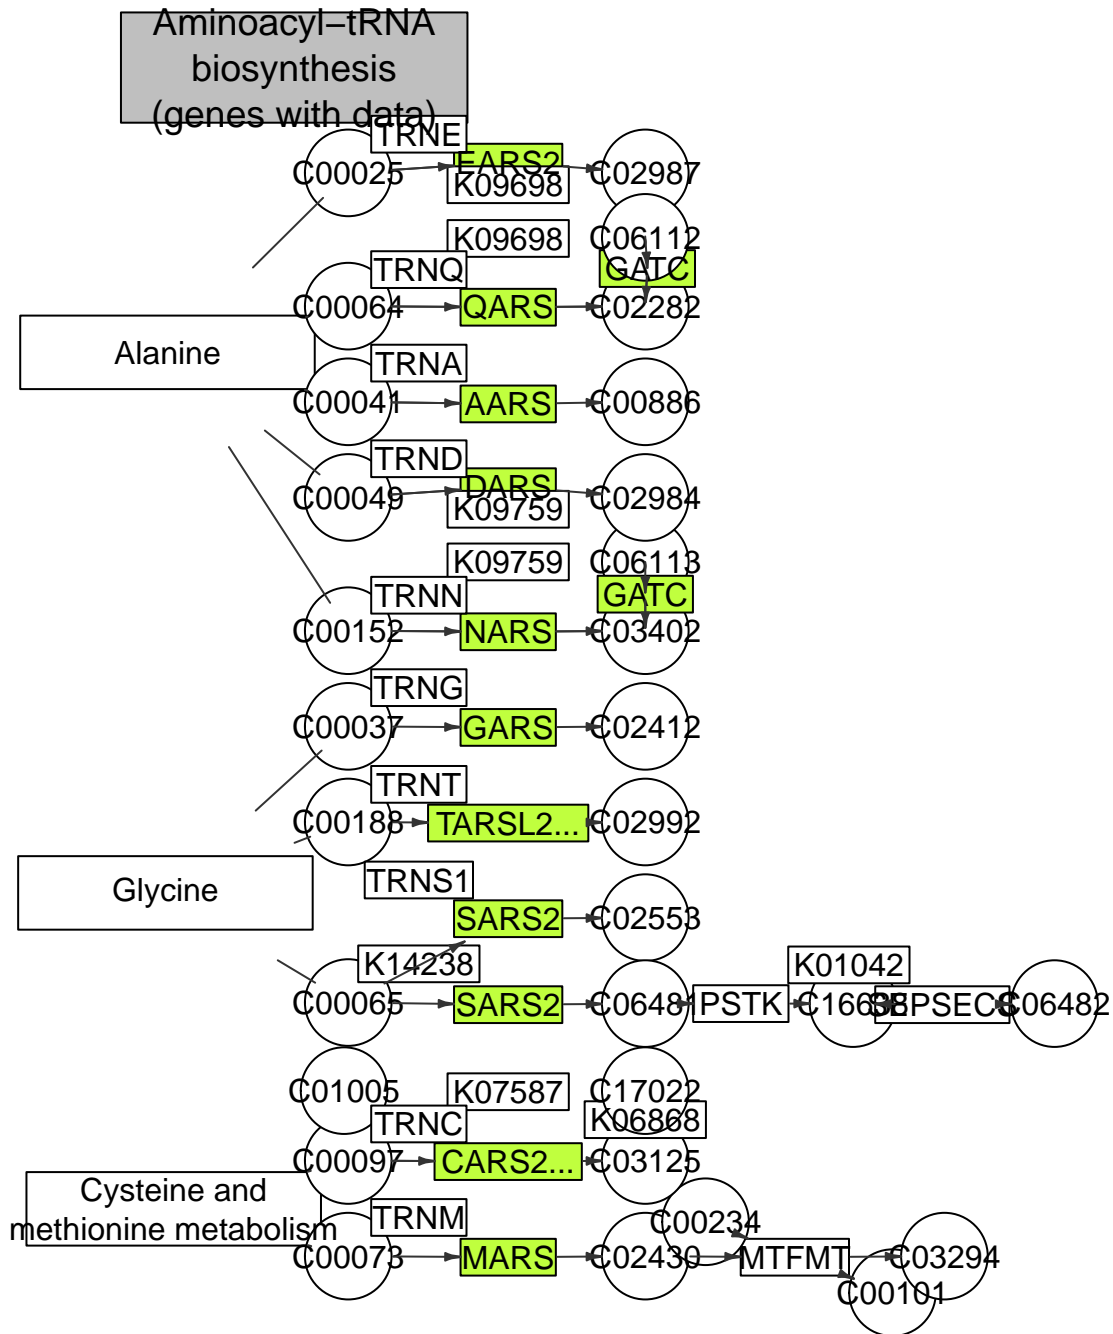 Aminoacyl−tRNA
biosynthesis
(genes with data)
TRNE
C00025
EARS2
K09698
C02987
K09698
C06112
TRNQ
GATC
C00064
QARS
C02282
Alanine
TRNA
C00041
AARS
C00886
TRND
C00049
DARS
K09759
C02984
K09759
C06113
TRNN
GATC
C00152
NARS
C03402
TRNG
C00037
GARS
C02412
TRNT
C00188
TARSL2...
C02992
Glycine
TRNS1
SARS2
C02553
K14238
K01042
C00065
SARS2
C06481
PSTK
C16638
SEPSECS
C06482
C01005
K07587
C17022
TRNC
K06868
C00097
CARS2...
C03125
Cysteine and
methionine metabolism
TRNM
C00234
C00073
MARS
C02430
MTFMT
C03294
C00101